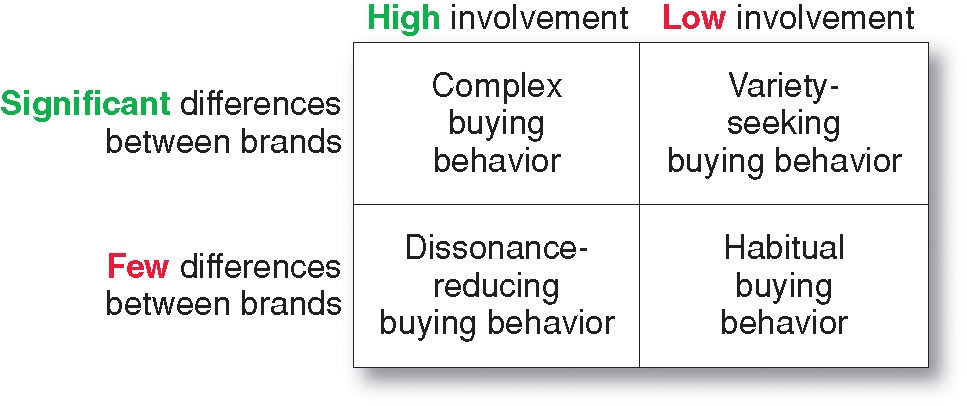 High involvement
Low involvement
Significant differences
between brands
Complex
buying
behavior
Variety-
seeking
buying behavior
Few differences
between brands
Dissonance-
reducing
buying behavior
Habitual
buying
behavior